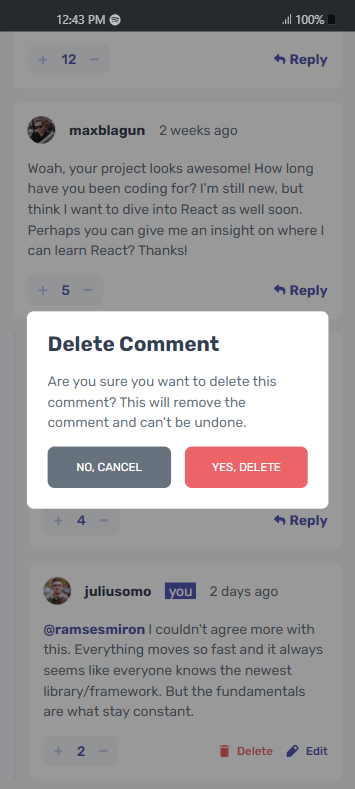 12:43 PM 100%
+ 12 − Reply
maxblagun 2 weeks ago
Woah, your project looks awesome! How long
have you been coding for? I'm still new, but
think I want to dive into React as well soon.
Perhaps you can give me an insight on where I
can learn React? Thanks!
+ 5 − Reply
Delete Comment
Are you sure you want to delete this
comment? This will remove the
comment and can't be undone.
NO, CANCEL YES, DELETE
+ 4 − Reply
juliusomo you 2 days ago
@ramsesmiron I couldn't agree more with
this. Everything moves so fast and it always
seems like everyone knows the newest
library/framework. But the fundamentals
are what stay constant.
+ 2 − Delete Edit